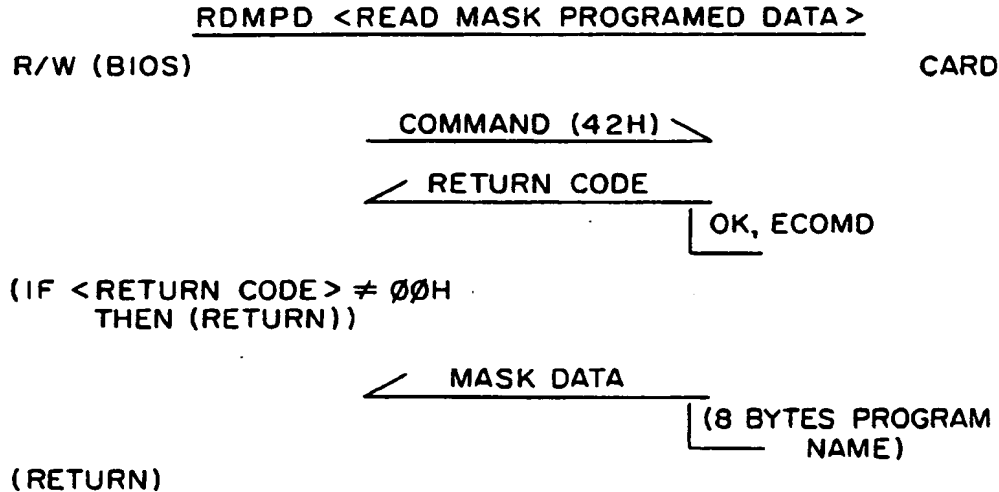 RDMPD <READ MASK PROGRAMED DATA>
R/W (BIOS) CARD
COMMAND (42H)
RETURN CODE
OK, ECOMD
(IF <RETURN CODE> ≠ ØØH
THEN (RETURN))
MASK DATA
(8 BYTES PROGRAM
NAME)
(RETURN)